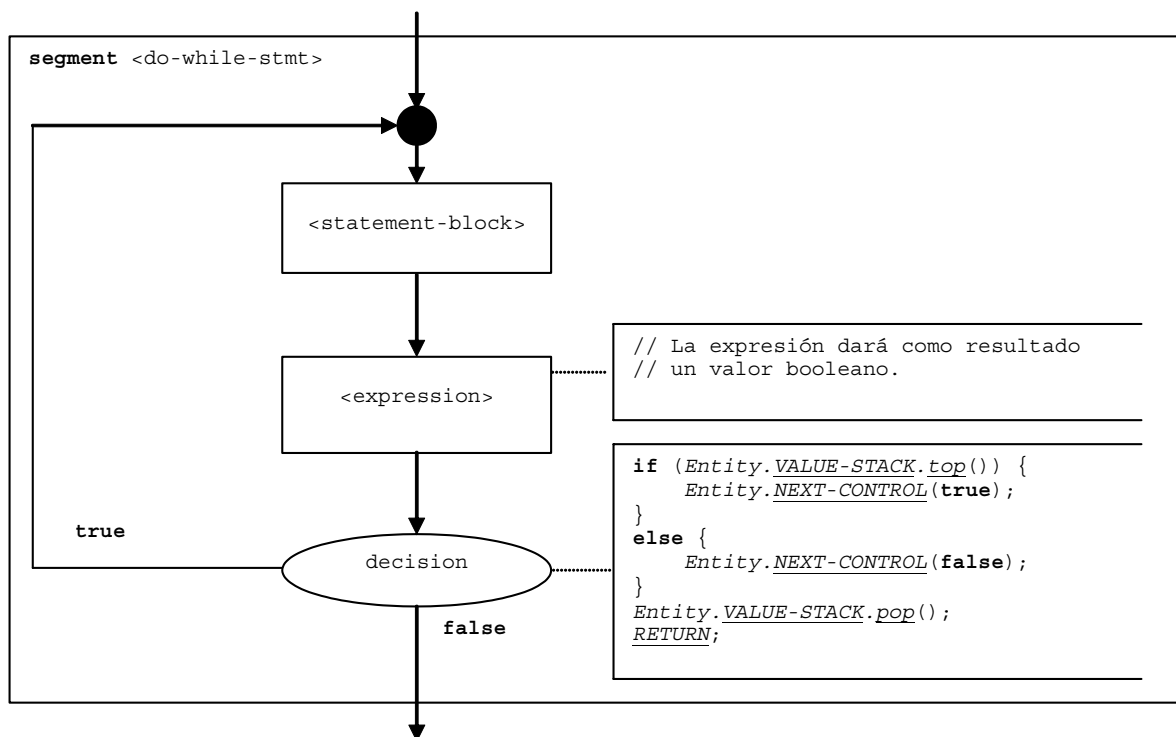 segment <do-while-stmt>
<statement-block>
<expression>
// La expresión dará como resultado
// un valor booleano.
true
decision
false
if (Entity.VALUE-STACK.top()) {
    Entity.NEXT-CONTROL(true);
}
else {
    Entity.NEXT-CONTROL(false);
}
Entity.VALUE-STACK.pop();
RETURN;